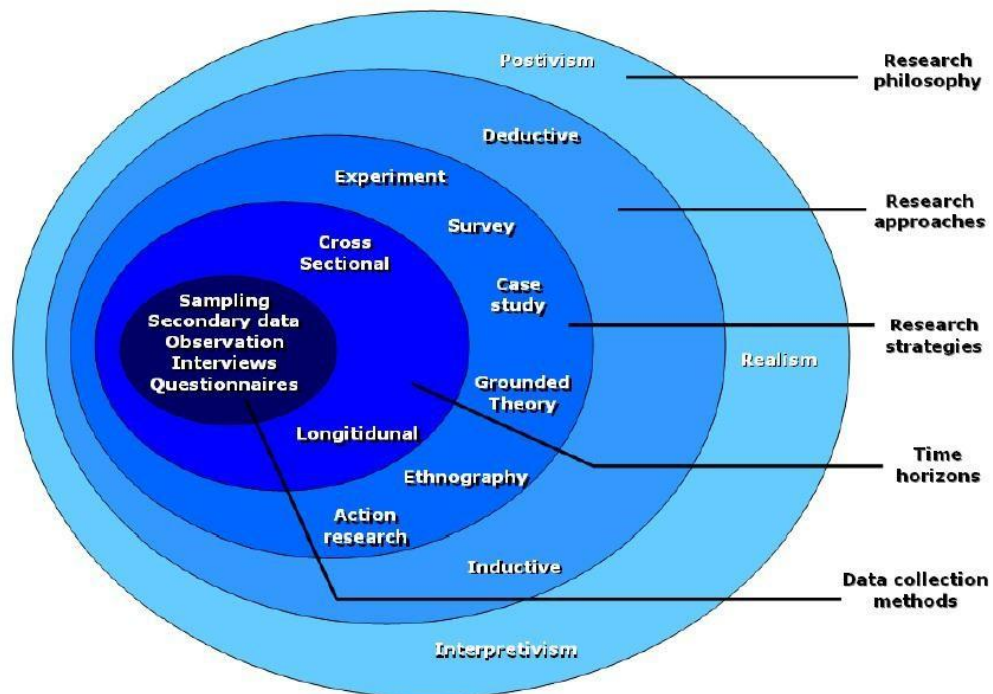 Postivism
Research
philosophy
Deductive
Experiment
Research
approaches
Survey
Cross
Sectional
Case
study
Sampling
Secondary data
Observation
Interviews
Questionnaires
Research
strategies
Realism
Grounded
Theory
Longitidunal
Time
horizons
Ethnography
Action
research
Inductive
Data collection
methods
Interpretivism